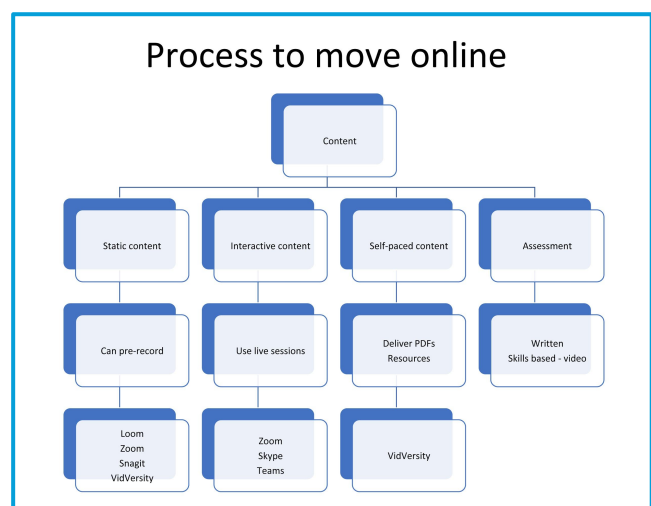 Process to move online
Content
Static content
Interactive content
Self-paced content
Assessment
Can pre-record
Use live sessions
Deliver PDFs
Resources
Written
Skills based - video
Loom
Zoom
Snagit
VidVersity
Zoom
Skype
Teams
VidVersity